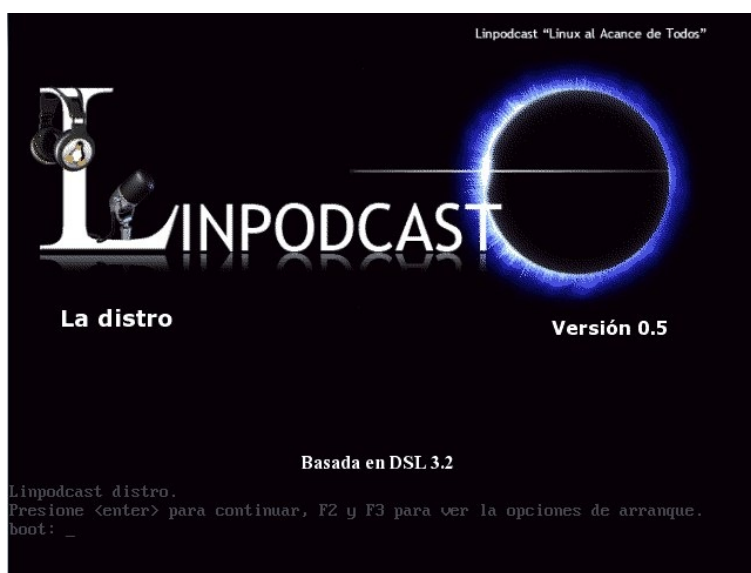 Linpodcast “Linux al Acance de Todos”
LINPODCAST
La distro
Versión 0.5
Basada en DSL 3.2
Linpodcast distro.
Presione <enter> para continuar, F2 y F3 para ver la opciones de arranque.
boot: _